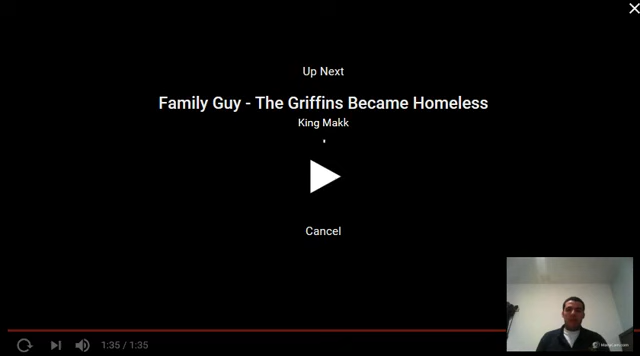 Up Next
Family Guy - The Griffins Became Homeless
King Makk
Cancel
1:35 / 1:35